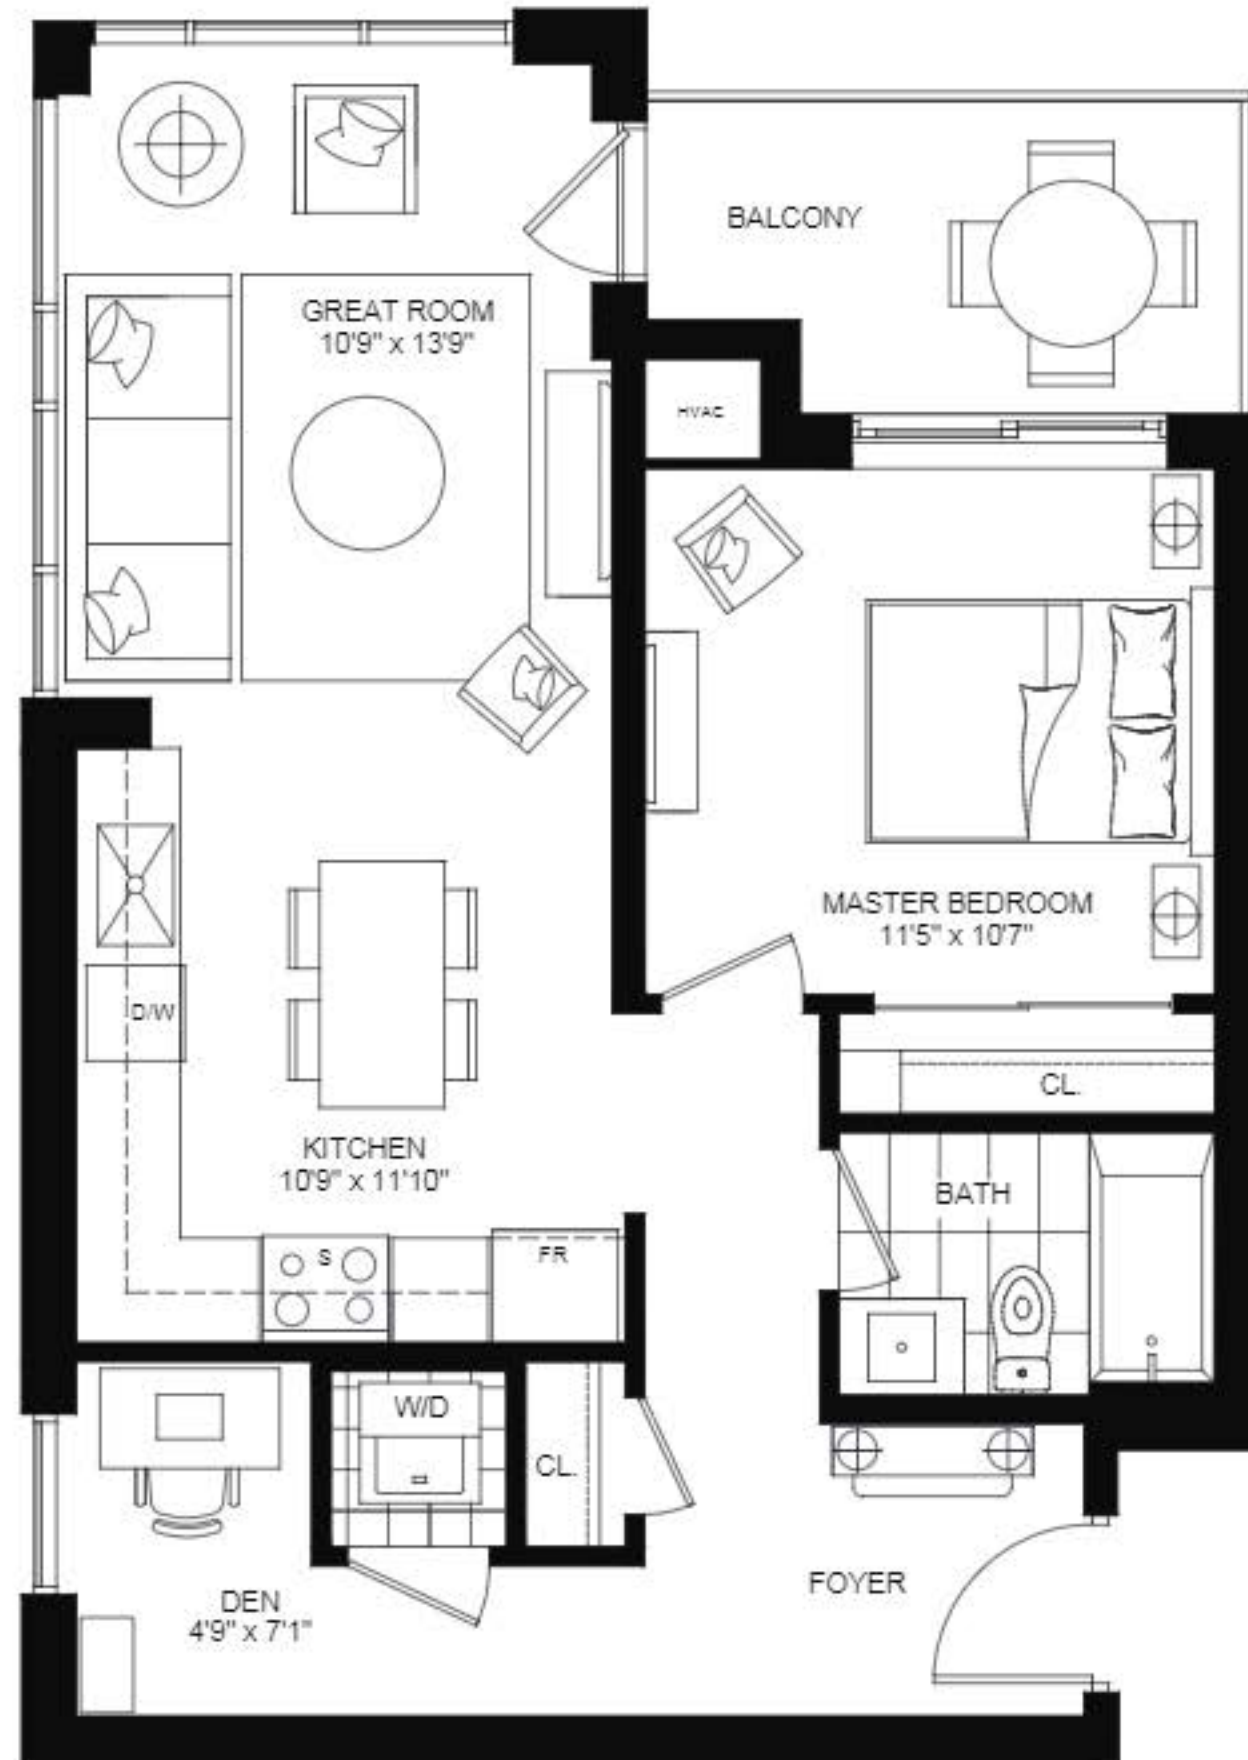 BALCONY
GREAT ROOM
10'9" x 13'9"
HVAC
MASTER BEDROOM
11'5" x 10'7"
D/W
CL.
KITCHEN
10'9" x 11'10"
BATH
S
FR
W/D
CL.
FOYER
DEN
4'9" x 7'1"